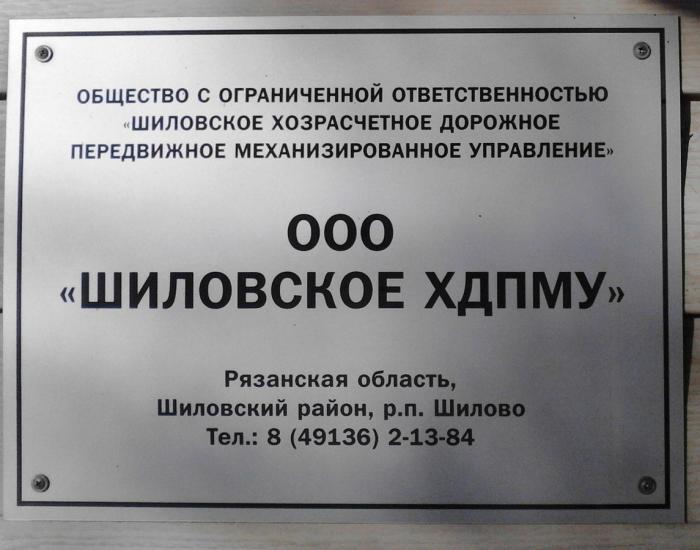 ОБЩЕСТВО С ОГРАНИЧЕННОЙ ОТВЕТСТВЕННОСТЬЮ
«ШИЛОВСКОЕ ХОЗРАСЧЕТНОЕ ДОРОЖНОЕ
ПЕРЕДВИЖНОЕ МЕХАНИЗИРОВАННОЕ УПРАВЛЕНИЕ»
ООО
«ШИЛОВСКОЕ ХДПМУ»
Рязанская область,
Шиловский район, р.п. Шилово
Тел.: 8 (49136) 2-13-84